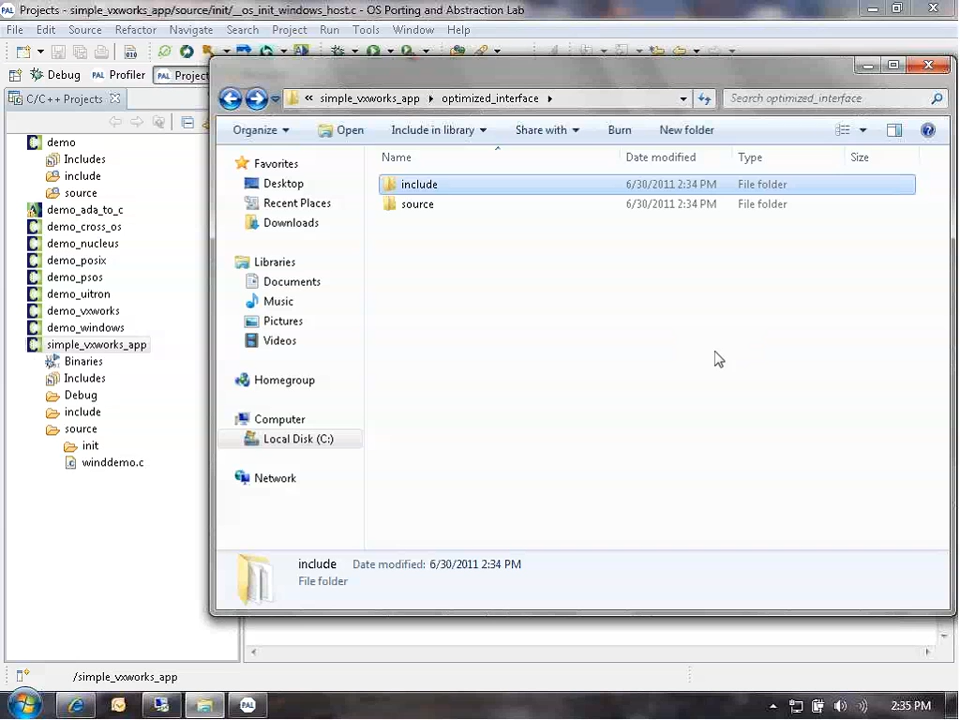 Projects - simple_vxworks_app/source/init/__os_init_windows_host.c - OS Porting and Abstraction Lab
File Edit Source Refactor Navigate Search Project Run Tools Window Help
Debug PAL Profiler PAL Project
C/C++ Projects
demo
Includes
include
source
demo_ada_to_c
demo_cross_os
demo_nucleus
demo_posix
demo_psos
demo_uitron
demo_vxworks
demo_windows
simple_vxworks_app
Binaries
Includes
Debug
include
source
init
winddemo.c
« simple_vxworks_app optimized_interface
Search optimized_interface
Organize Open Include in library Share with Burn New folder
Favorites
Desktop
Recent Places
Downloads
Libraries
Documents
Music
Pictures
Videos
Homegroup
Computer
Local Disk (C:)
Network
Name Date modified Type Size
include 6/30/2011 2:34 PM File folder
source 6/30/2011 2:34 PM File folder
include Date modified: 6/30/2011 2:34 PM
File folder
/simple_vxworks_app
PAL
2:35 PM